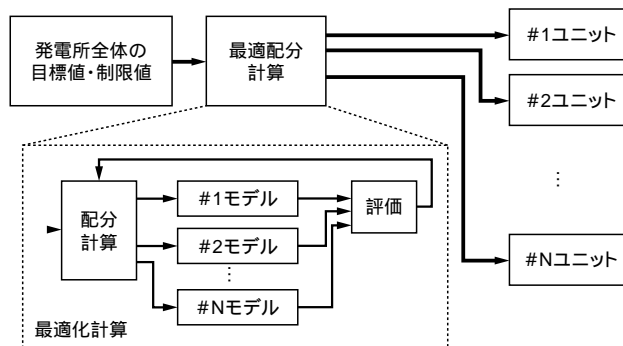 発電所全体の
目標値・制限値
最適配分
計算
#1ユニット
#2ユニット
⋮
#Nユニット
配分
計算
#1モデル
#2モデル
⋮
#Nモデル
評価
最適化計算